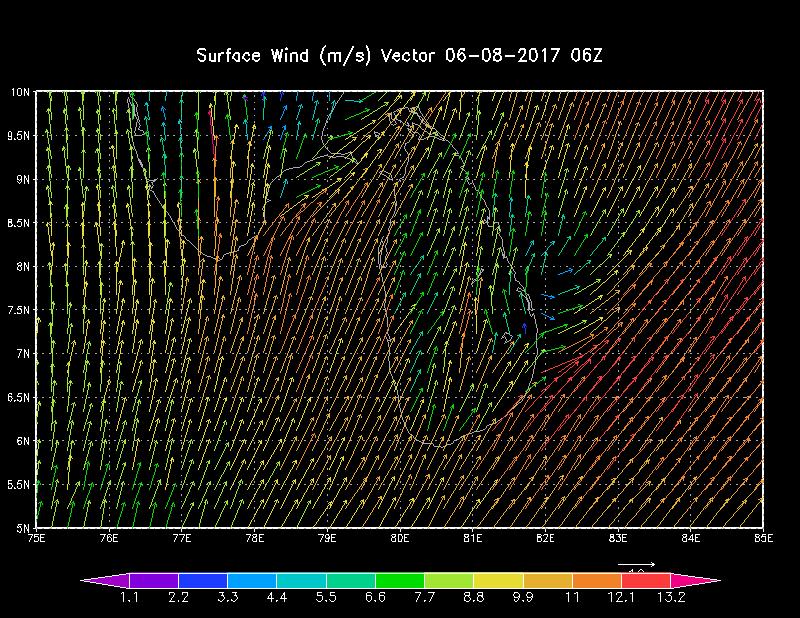 Surface Wind (m/s) Vector 06-08-2017 06Z
10N
9.5N
9N
8.5N
8N
7.5N
7N
6.5N
6N
5.5N
5N
75E 76E 77E 78E 79E 80E 81E 82E 83E 84E 85E
1.1 2.2 3.3 4.4 5.5 6.6 7.7 8.8 9.9 11 12.1 13.2